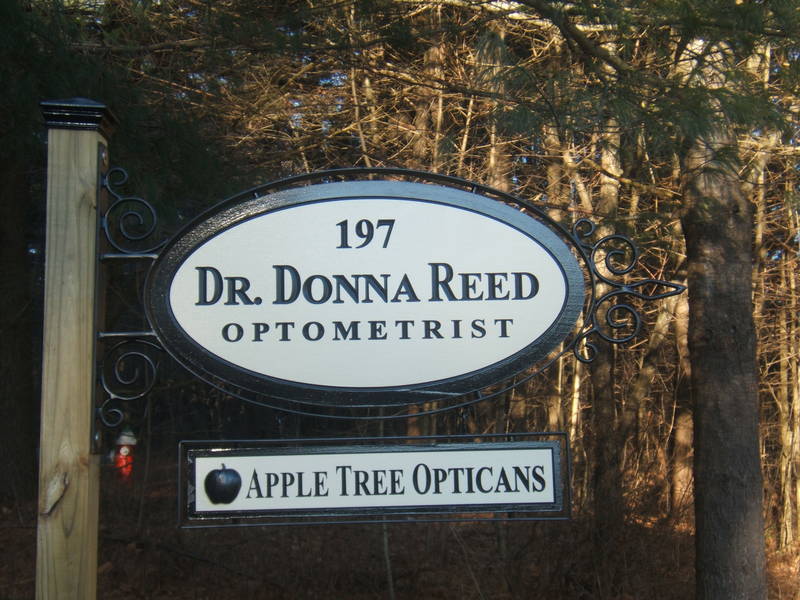 197
DR. DONNA REED
OPTOMETRIST
APPLE TREE OPTICANS